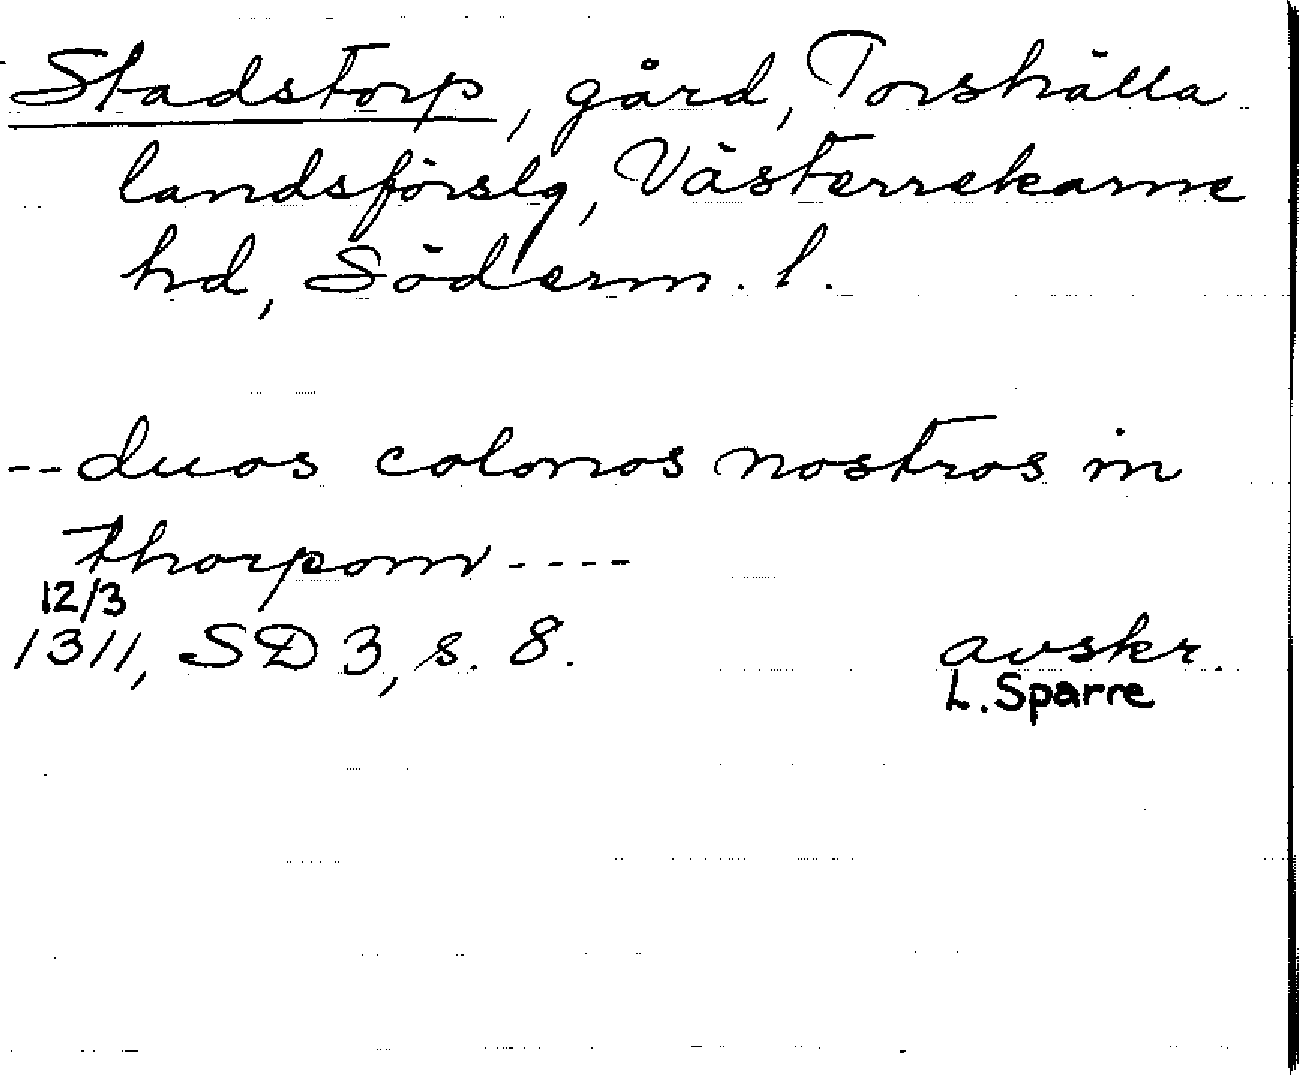 Stadstorp, gård, Torshälla
landsförslg, Västerrekarne
hd, Söderm. l.
--duos colonos nostros in
thorpom ----
12/3
1311, SD 3, s. 8. avskr.
L. Sparre